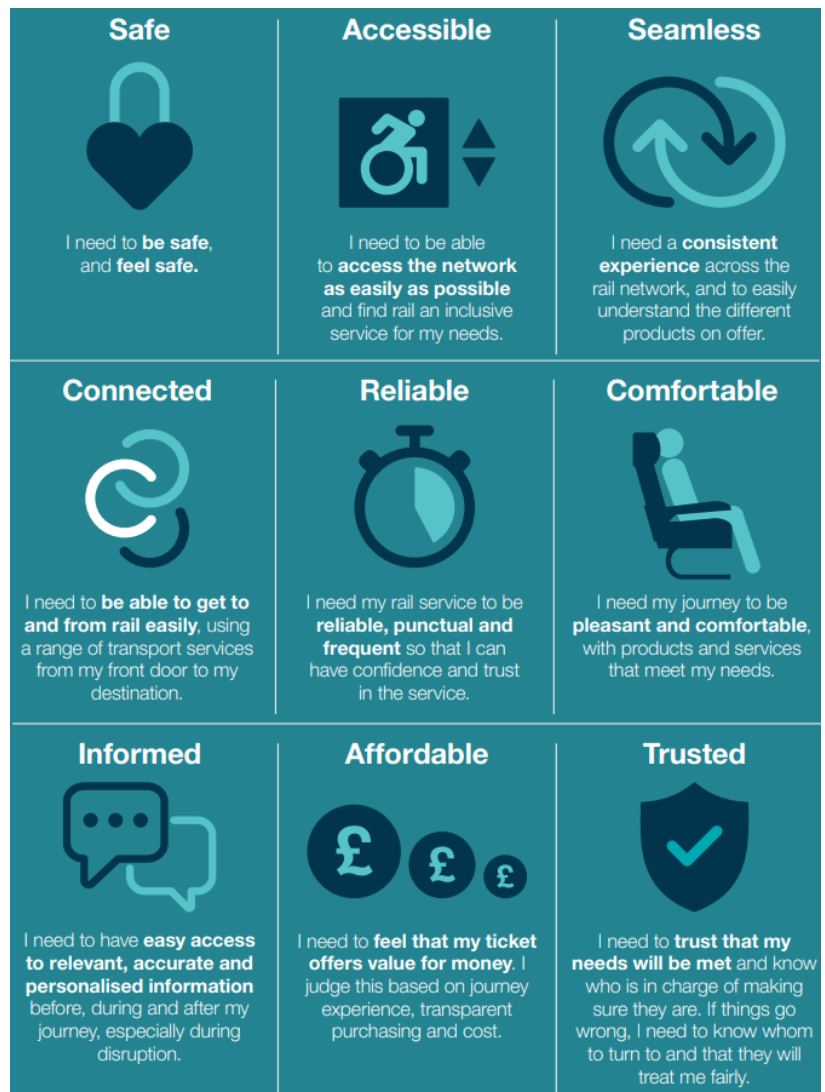 Safe
I need to be safe,
and feel safe.
Accessible
I need to be able
to access the network
as easily as possible
and find rail an inclusive
service for my needs.
Seamless
I need a consistent
experience across the
rail network, and to easily
understand the different
products on offer.
Connected
I need to be able to get to
and from rail easily, using
a range of transport services
from my front door to my
destination.
Reliable
I need my rail service to be
reliable, punctual and
frequent so that I can
have confidence and trust
in the service.
Comfortable
I need my journey to be
pleasant and comfortable,
with products and services
that meet my needs.
Informed
I need to have easy access
to relevant, accurate and
personalised information
before, during and after my
journey, especially during
disruption.
Affordable
£ £ £
I need to feel that my ticket
offers value for money. I
judge this based on journey
experience, transparent
purchasing and cost.
Trusted
I need to trust that my
needs will be met and know
who is in charge of making
sure they are. If things go
wrong, I need to know whom
to turn to and that they will
treat me fairly.